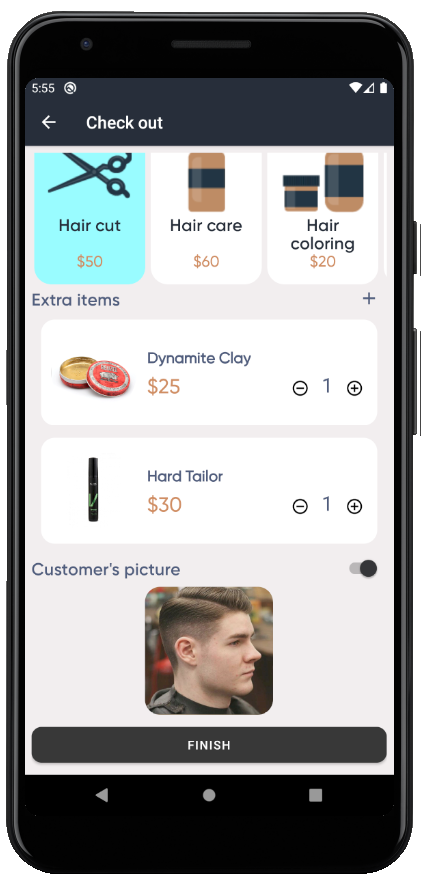 5:55
Check out
Hair cut
$50
Hair care
$60
Hair
coloring
$20
Extra items
+
Dynamite Clay
$25
1
Hard Tailor
$30
1
Customer's picture
FINISH